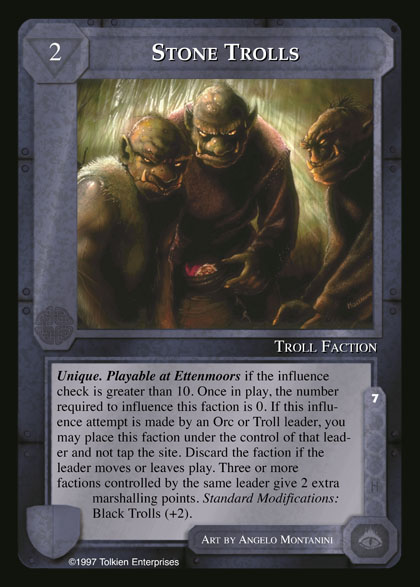 2
STONE TROLLS
TROLL FACTION
Unique. Playable at Ettenmoors if the influence
check is greater than 10. Once in play, the number
required to influence this faction is 0. If this influ-
ence attempt is made by an Orc or Troll leader, you
may place this faction under the control of that lead-
er and not tap the site. Discard the faction if the
leader moves or leaves play. Three or more
factions controlled by the same leader give 2 extra
marshalling points. Standard Modifications:
Black Trolls (+2).
7
H
ART BY ANGELO MONTANINI
©1997 Tolkien Enterprises